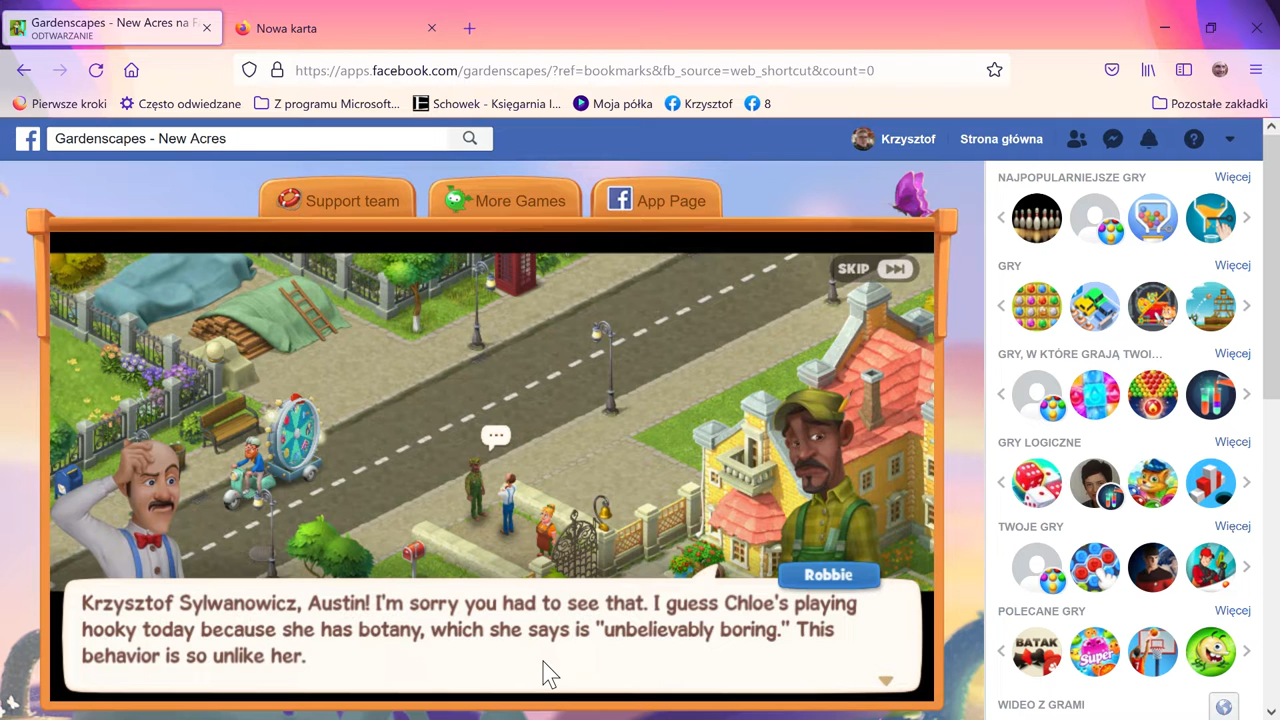 Gardenscapes - New Acres na F
ODTWARZANIE
Nowa karta
https://apps.facebook.com/gardenscapes/?ref=bookmarks&fb_source=web_shortcut&count=0
Pierwsze kroki
Często odwiedzane
Z programu Microsoft...
Schowek - Księgarnia I...
Moja półka
Krzysztof
8
Pozostałe zakładki
Gardenscapes - New Acres
Krzysztof
Strona główna
Support team
More Games
App Page
SKIP
Robbie
Krzysztof Sylwanowicz, Austin! I'm sorry you had to see that. I guess Chloe's playing
hooky today because she has botany, which she says is "unbelievably boring." This
behavior is so unlike her.
NAJPOPULARNIEJSZE GRY
Więcej
GRY
Więcej
GRY, W KTÓRE GRAJĄ TWOI...
Więcej
GRY LOGICZNE
Więcej
TWOJE GRY
Więcej
POLECANE GRY
Więcej
BATAK
Super
WIDEO Z GRAMI